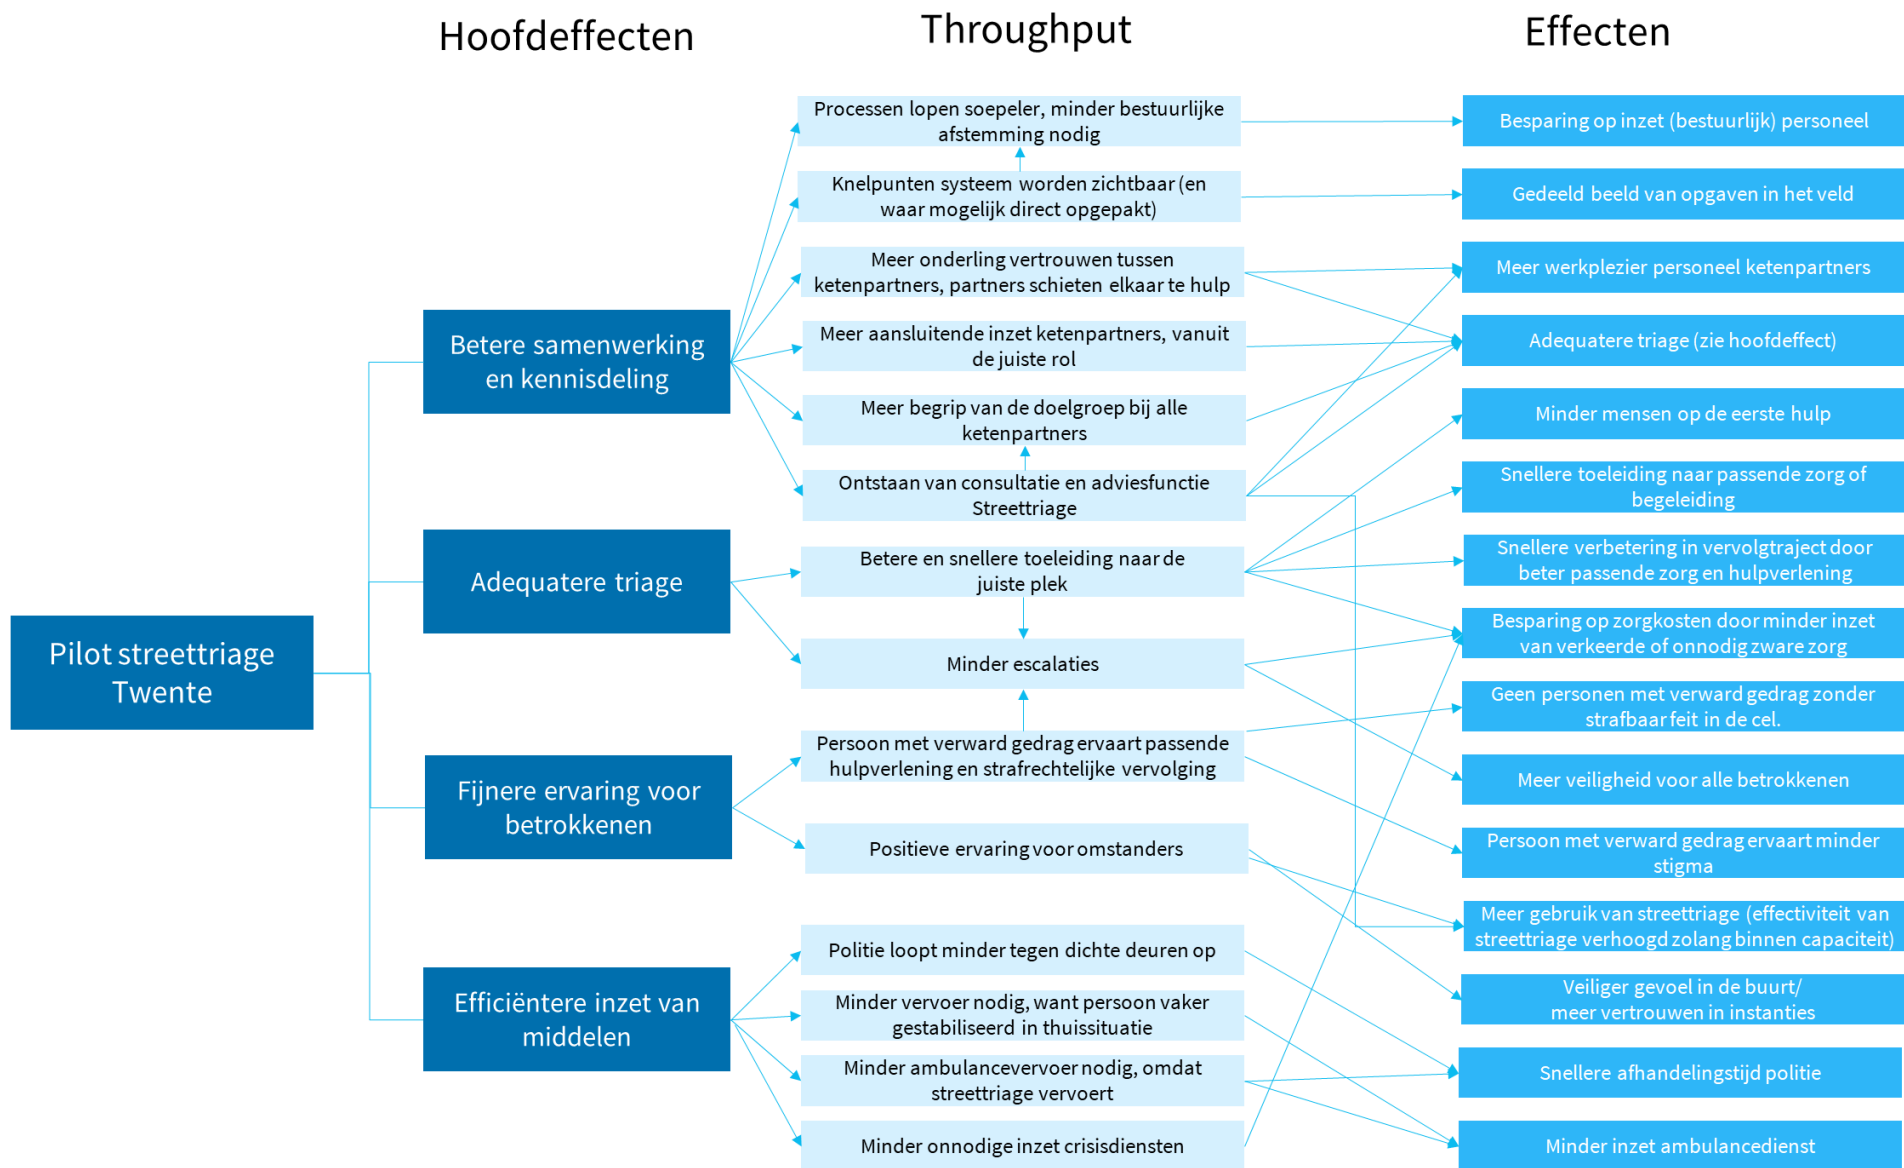 Hoofdeffecten
Throughput
Effecten
Pilot streettriage
Twente
Betere samenwerking
en kennisdeling
Adequatere triage
Fijnere ervaring voor
betrokkenen
Efficiëntere inzet van
middelen
Processen lopen soepeler, minder bestuurlijke
afstemming nodig
Knelpunten systeem worden zichtbaar (en
waar mogelijk direct opgepakt)
Meer onderling vertrouwen tussen
ketenpartners, partners schieten elkaar te hulp
Meer aansluitende inzet ketenpartners, vanuit
de juiste rol
Meer begrip van de doelgroep bij alle
ketenpartners
Ontstaan van consultatie en adviesfunctie
Streettriage
Betere en snellere toeleiding naar de
juiste plek
Minder escalaties
Persoon met verward gedrag ervaart passende
hulpverlening en strafrechtelijke vervolging
Positieve ervaring voor omstanders
Politie loopt minder tegen dichte deuren op
Minder vervoer nodig, want persoon vaker
gestabiliseerd in thuissituatie
Minder ambulancevervoer nodig, omdat
streettriage vervoert
Minder onnodige inzet crisisdiensten
Besparing op inzet (bestuurlijk) personeel
Gedeeld beeld van opgaven in het veld
Meer werkplezier personeel ketenpartners
Adequatere triage (zie hoofdeffect)
Minder mensen op de eerste hulp
Snellere toeleiding naar passende zorg of
begeleiding
Snellere verbetering in vervolgtraject door
beter passende zorg en hulpverlening
Besparing op zorgkosten door minder inzet
van verkeerde of onnodig zware zorg
Geen personen met verward gedrag zonder
strafbaar feit in de cel.
Meer veiligheid voor alle betrokkenen
Persoon met verward gedrag ervaart minder
stigma
Meer gebruik van streettriage (effectiviteit van
streettriage verhoogd zolang binnen capaciteit)
Veiliger gevoel in de buurt/
meer vertrouwen in instanties
Snellere afhandelingstijd politie
Minder inzet ambulancedienst